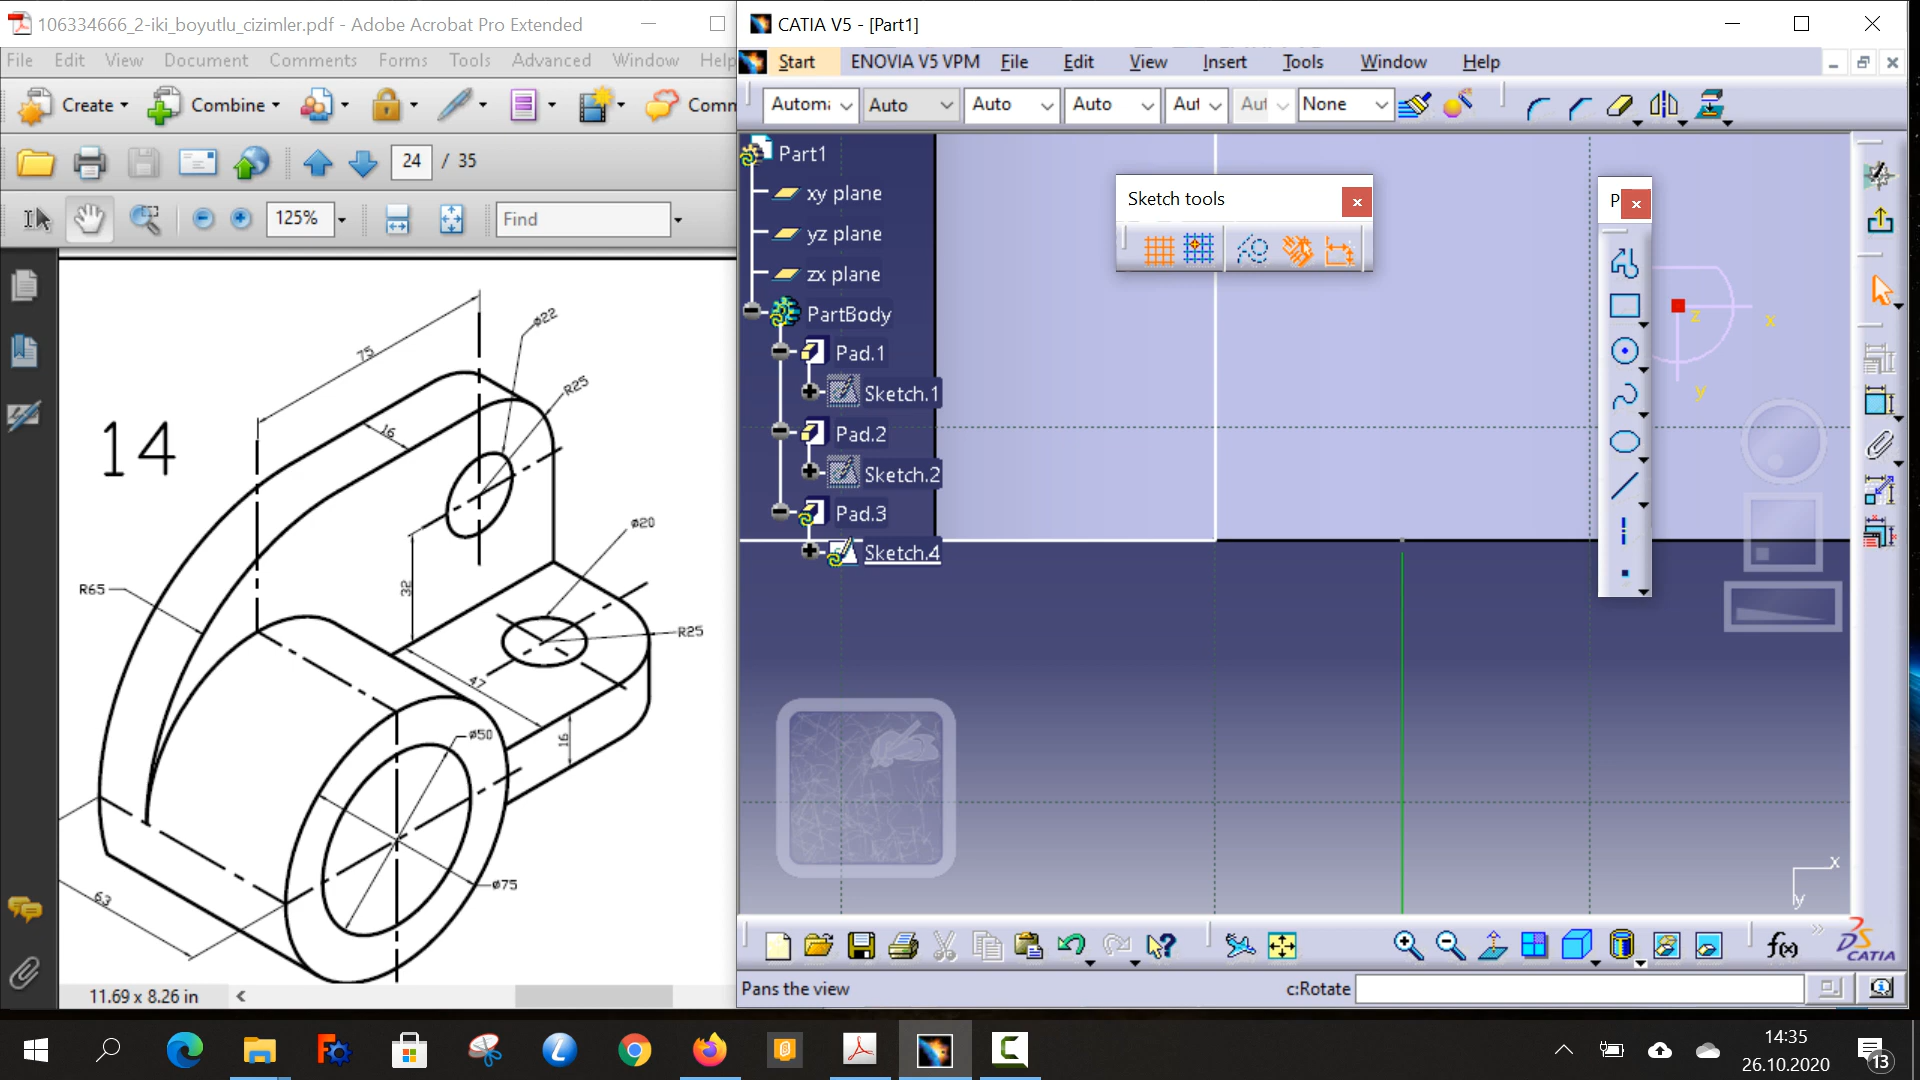 106334666_2-iki_boyutlu_cizimler.pdf - Adobe Acrobat Pro Extended
File Edit View Document Comments Forms Tools Advanced Window Help
Create Combine Comm
24 / 35
125% Find
14
75
ø22
R25
16
ø20
32
R65
R25
47
16
ø50
ø75
63
11.69 x 8.26 in
CATIA V5 - [Part1]
Start ENOVIA V5 VPM File Edit View Insert Tools Window Help
Auto Auto Auto Aut Aut None
Part1
xy plane
yz plane
zx plane
PartBody
Pad.1
Sketch.1
Pad.2
Sketch.2
Pad.3
Sketch.4
Sketch tools
P
z x
y
x
y
f(x)
CATIA
Pans the view c:Rotate
14:35
26.10.2020
13